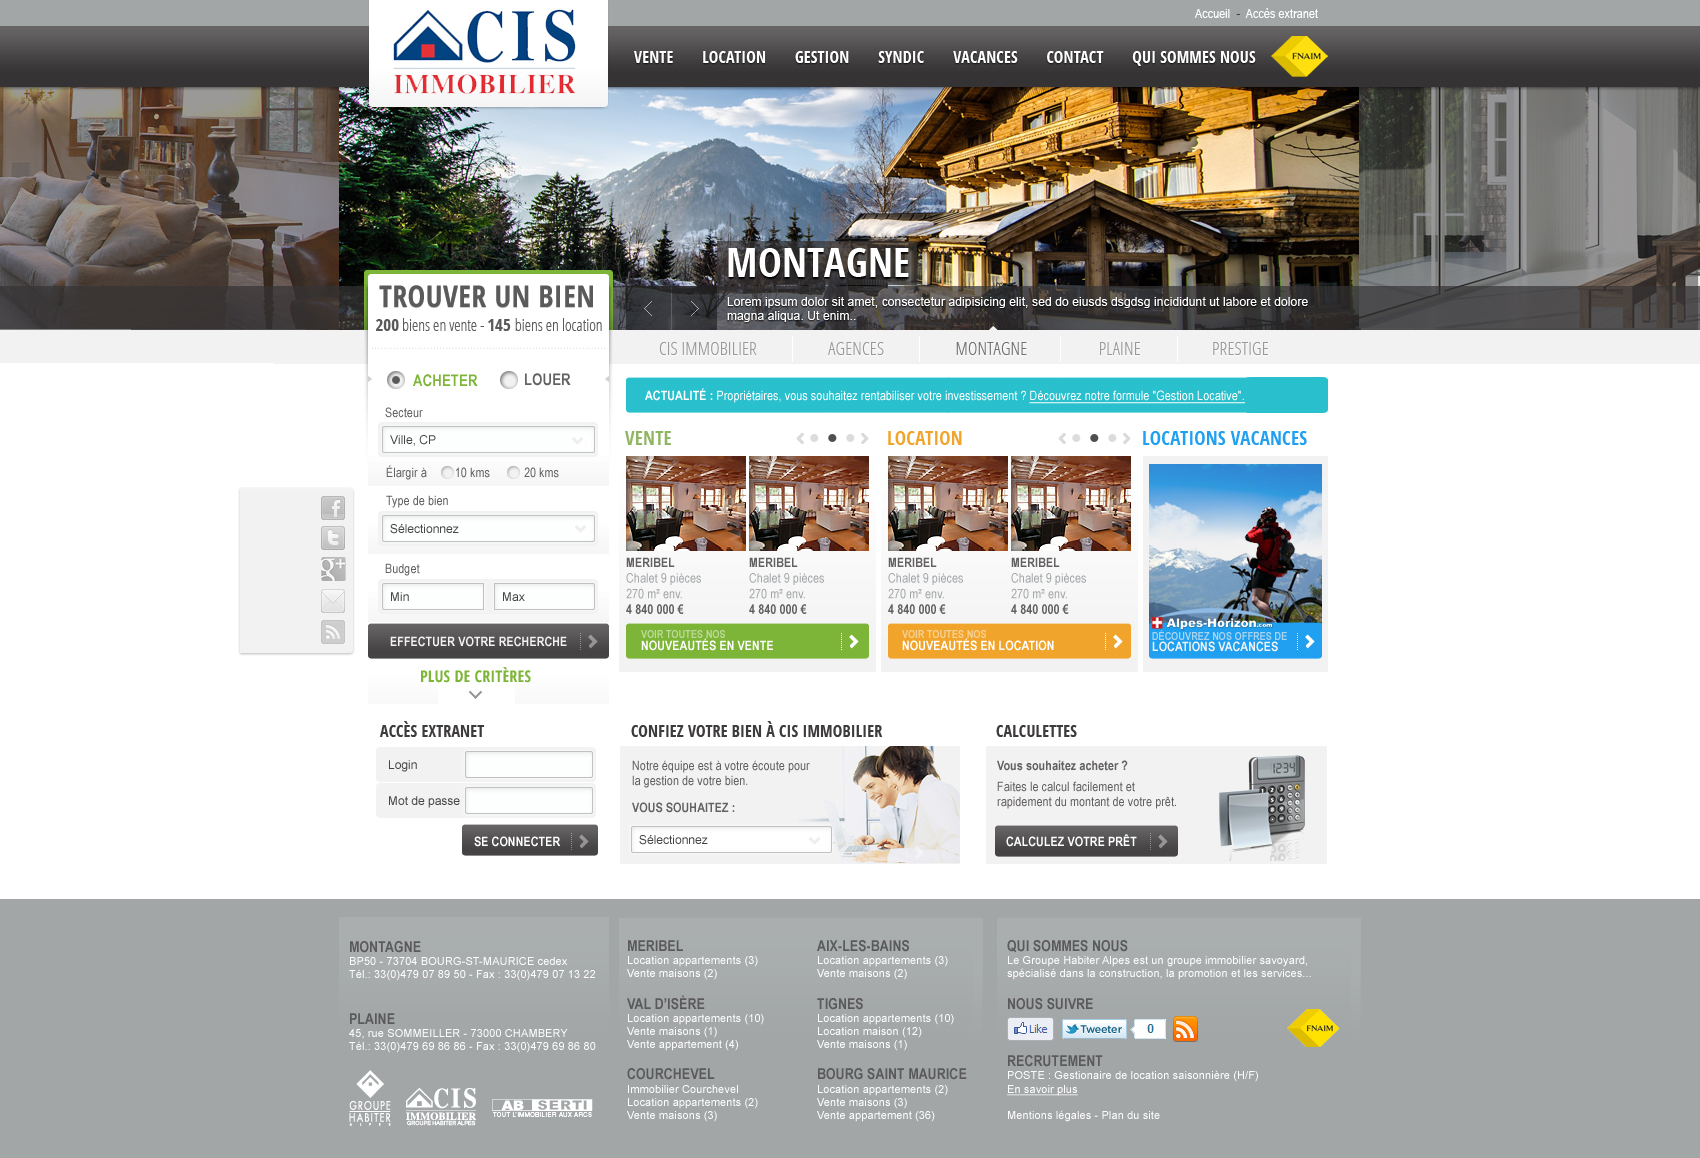 Accueil - Accès extranet
CIS
IMMOBILIER
VENTE LOCATION GESTION SYNDIC VACANCES CONTACT QUI SOMMES NOUS
FNAIM
MONTAGNE
Lorem ipsum dolor sit amet, consectetur adipisicing elit, sed do eiusds dsgdsg incididunt ut labore et dolore
magna aliqua. Ut enim..
CIS IMMOBILIER AGENCES MONTAGNE PLAINE PRESTIGE
TROUVER UN BIEN
200 biens en vente - 145 biens en location
ACHETER LOUER
Secteur
Ville, CP
Élargir à 10 kms 20 kms
Type de bien
Sélectionnez
Budget
Min Max
EFFECTUER VOTRE RECHERCHE
PLUS DE CRITÈRES
ACTUALITÉ : Propriétaires, vous souhaitez rentabiliser votre investissement ? Découvrez notre formule "Gestion Locative".
VENTE
MERIBEL
Chalet 9 pièces
270 m² env.
4 840 000 €
MERIBEL
Chalet 9 pièces
270 m² env.
4 840 000 €
VOIR TOUTES NOS
NOUVEAUTÉS EN VENTE
LOCATION
MERIBEL
Chalet 9 pièces
270 m² env.
4 840 000 €
MERIBEL
Chalet 9 pièces
270 m² env.
4 840 000 €
VOIR TOUTES NOS
NOUVEAUTÉS EN LOCATION
LOCATIONS VACANCES
Alpes-Horizon.com
DÉCOUVREZ NOS OFFRES DE
LOCATIONS VACANCES
ACCÈS EXTRANET
Login
Mot de passe
SE CONNECTER
CONFIEZ VOTRE BIEN À CIS IMMOBILIER
Notre équipe est à votre écoute pour
la gestion de votre bien.
VOUS SOUHAITEZ :
Sélectionnez
CALCULETTES
Vous souhaitez acheter ?
Faites le calcul facilement et
rapidement du montant de votre prêt.
CALCULEZ VOTRE PRÊT
1234
MONTAGNE
BP50 - 73704 BOURG-ST-MAURICE cedex
Tél.: 33(0)479 07 89 50 - Fax : 33(0)479 07 13 22
PLAINE
45, rue SOMMEILLER - 73000 CHAMBERY
Tél.: 33(0)479 69 86 86 - Fax : 33(0)479 69 86 80
GROUPE
HABITER
ALPES
CIS
IMMOBILIER
GROUPE HABITER ALPES
AB SERTI
TOUT L'IMMOBILIER AUX ARCS
MERIBEL
Location appartements (3)
Vente maisons (2)
VAL D'ISÈRE
Location appartements (10)
Vente maisons (1)
Vente appartement (4)
COURCHEVEL
Immobilier Courchevel
Location appartements (2)
Vente maisons (3)
AIX-LES-BAINS
Location appartements (3)
Vente maisons (2)
TIGNES
Location appartements (10)
Location maison (12)
Vente maisons (1)
BOURG SAINT MAURICE
Location appartements (2)
Vente maisons (3)
Vente appartement (36)
QUI SOMMES NOUS
Le Groupe Habiter Alpes est un groupe immobilier savoyard,
spécialisé dans la construction, la promotion et les services...
NOUS SUIVRE
Like Tweeter 0
FNAIM
RECRUTEMENT
POSTE : Gestionaire de location saisonnière (H/F)
En savoir plus
Mentions légales - Plan du site